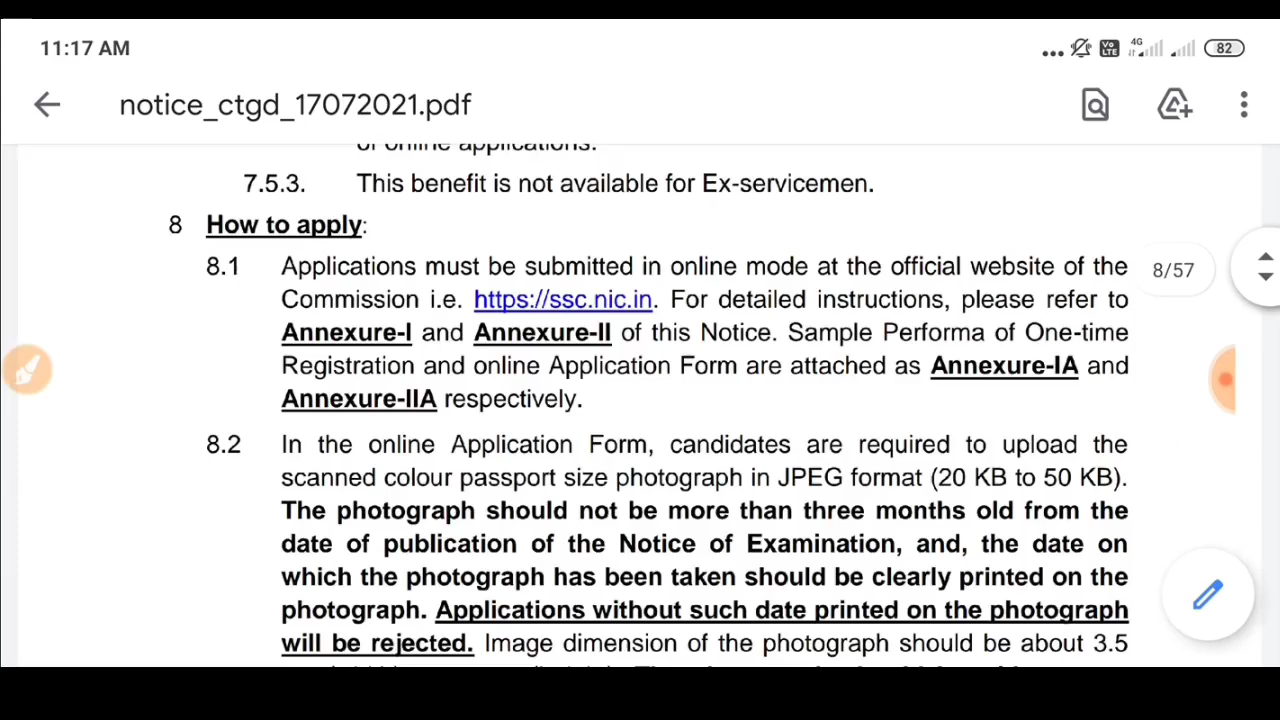 11:17 AM
... Vo LTE 4G 82
notice_ctgd_17072021.pdf
of online applications.
7.5.3. This benefit is not available for Ex-servicemen.
8 How to apply:
8.1 Applications must be submitted in online mode at the official website of the
8/57
Commission i.e. https://ssc.nic.in. For detailed instructions, please refer to
Annexure-I and Annexure-II of this Notice. Sample Performa of One-time
Registration and online Application Form are attached as Annexure-IA and
Annexure-IIA respectively.
8.2 In the online Application Form, candidates are required to upload the
scanned colour passport size photograph in JPEG format (20 KB to 50 KB).
The photograph should not be more than three months old from the
date of publication of the Notice of Examination, and, the date on
which the photograph has been taken should be clearly printed on the
photograph. Applications without such date printed on the photograph
will be rejected. Image dimension of the photograph should be about 3.5